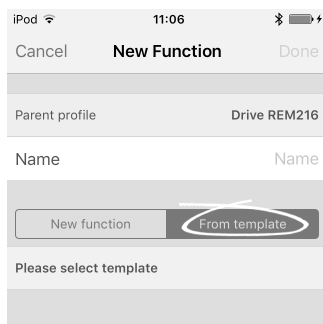 iPod 11:06
Cancel New Function Done
Parent profile Drive REM216
Name Name
New function From template
Please select template